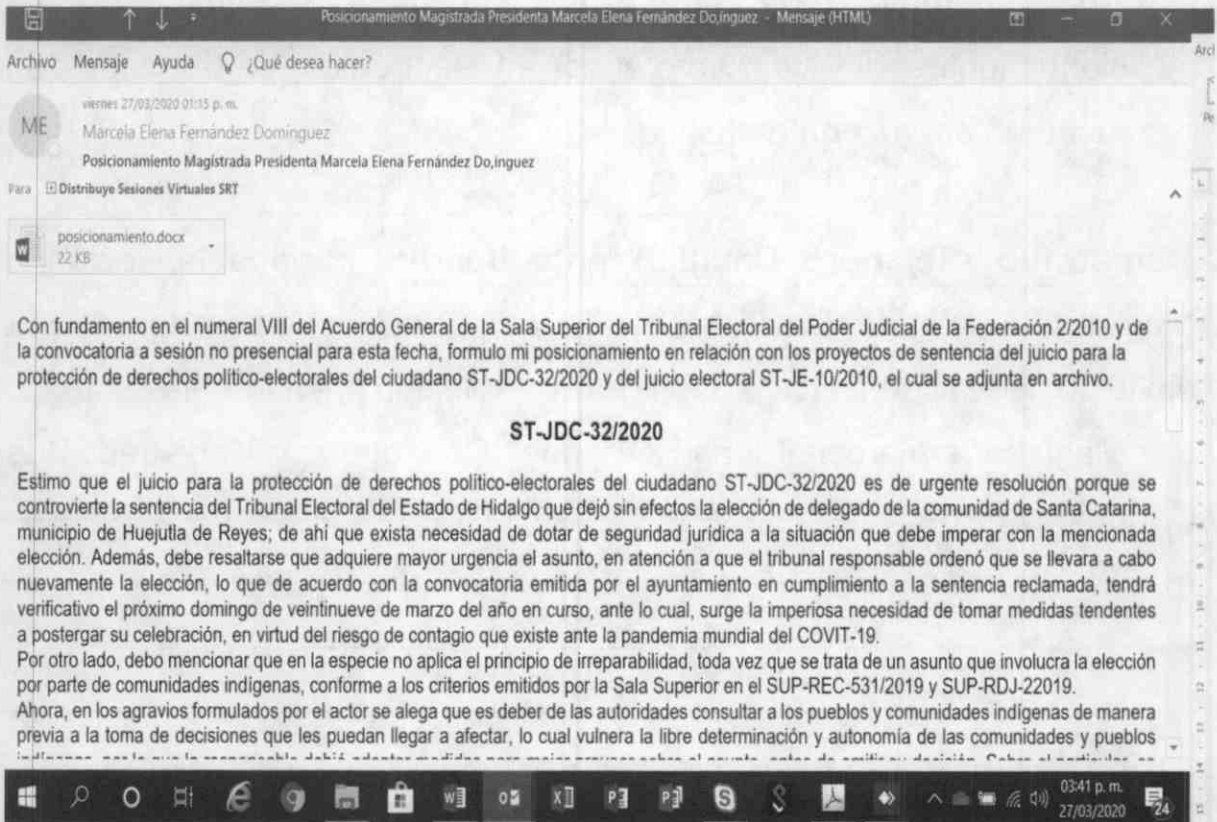 Posicionamiento Magistrada Presidenta Marcela Elena Fernández Do,inguez - Mensaje (HTML)
Archivo Mensaje Ayuda ¿Qué desea hacer?
Arcl
viernes 27/03/2020 01:15 p. m.
ME
Marcela Elena Fernández Domínguez
Pe
Posicionamiento Magistrada Presidenta Marcela Elena Fernández Do,inguez
Para Distribuye Sesiones Virtuales SRT
posicionamiento.docx
22 KB
Con fundamento en el numeral VIII del Acuerdo General de la Sala Superior del Tribunal Electoral del Poder Judicial de la Federación 2/2010 y de
la convocatoria a sesión no presencial para esta fecha, formulo mi posicionamiento en relación con los proyectos de sentencia del juicio para la
protección de derechos político-electorales del ciudadano ST-JDC-32/2020 y del juicio electoral ST-JE-10/2010, el cual se adjunta en archivo.
ST-JDC-32/2020
Estimo que el juicio para la protección de derechos político-electorales del ciudadano ST-JDC-32/2020 es de urgente resolución porque se
controvierte la sentencia del Tribunal Electoral del Estado de Hidalgo que dejó sin efectos la elección de delegado de la comunidad de Santa Catarina,
municipio de Huejutla de Reyes; de ahí que exista necesidad de dotar de seguridad jurídica a la situación que debe imperar con la mencionada
elección. Además, debe resaltarse que adquiere mayor urgencia el asunto, en atención a que el tribunal responsable ordenó que se llevara a cabo
nuevamente la elección, lo que de acuerdo con la convocatoria emitida por el ayuntamiento en cumplimiento a la sentencia reclamada, tendrá
verificativo el próximo domingo de veintinueve de marzo del año en curso, ante lo cual, surge la imperiosa necesidad de tomar medidas tendentes
a postergar su celebración, en virtud del riesgo de contagio que existe ante la pandemia mundial del COVIT-19.
Por otro lado, debo mencionar que en la especie no aplica el principio de irreparabilidad, toda vez que se trata de un asunto que involucra la elección
por parte de comunidades indígenas, conforme a los criterios emitidos por la Sala Superior en el SUP-REC-531/2019 y SUP-RDJ-22019.
Ahora, en los agravios formulados por el actor se alega que es deber de las autoridades consultar a los pueblos y comunidades indígenas de manera
previa a la toma de decisiones que les puedan llegar a afectar, lo cual vulnera la libre determinación y autonomía de las comunidades y pueblos
03:41 p. m.
27/03/2020
24